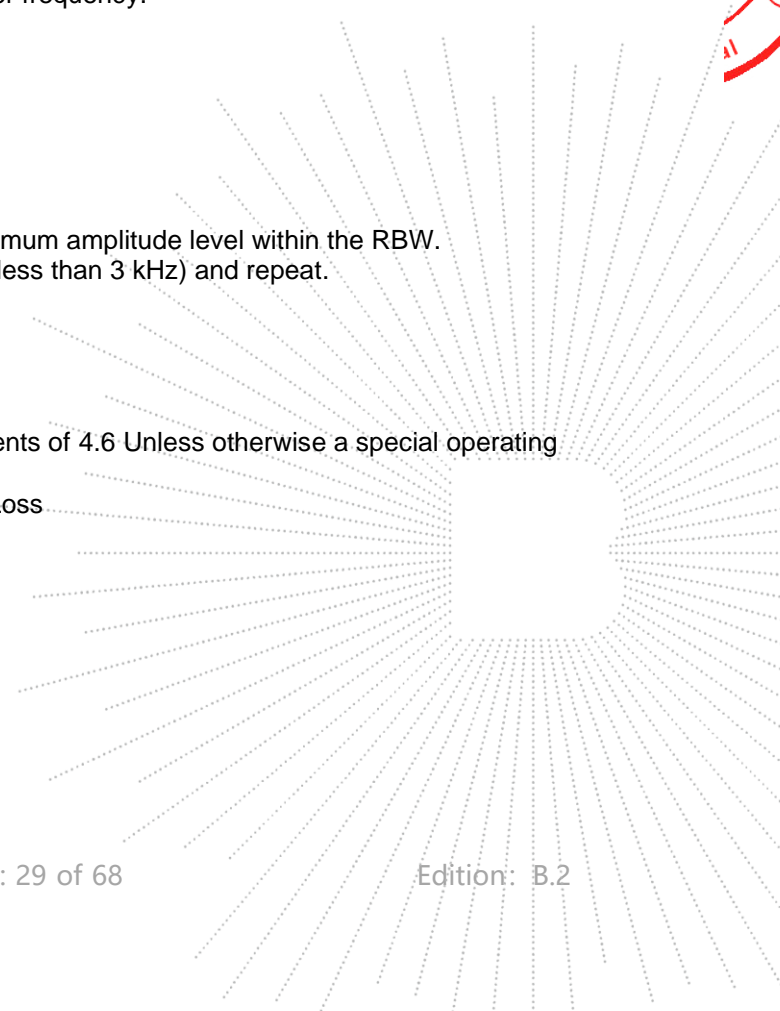 mum amplitude level within the RBW.
less than 3 kHz) and repeat.
ents of 4.6 Unless otherwise a special operating
oss
: 29 of 68 Edition: B.2